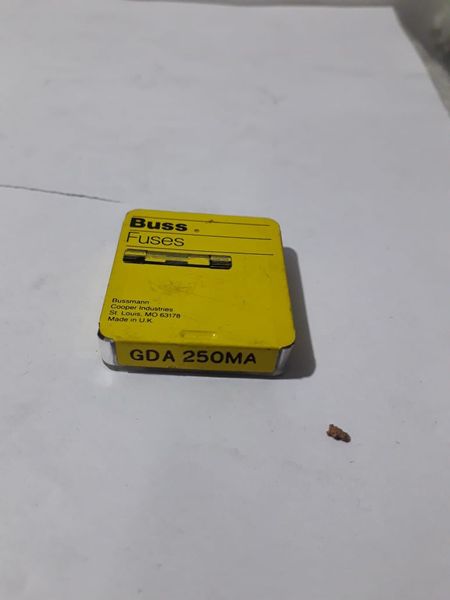 Buss ®
Fuses
Bussmann
Cooper Industries
St. Louis, MO 63178
Made in U.K.
GDA 250MA